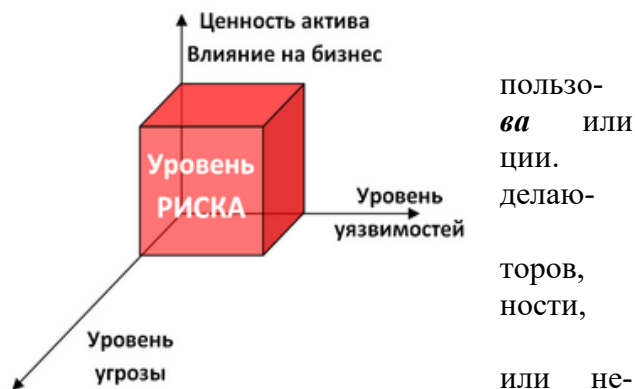 Ценность актива
Влияние на бизнес
Уровень
РИСКА
Уровень
уязвимостей
Уровень
угрозы
пользо-
ва или
ции.
делаю-
торов,
ности,
или не-